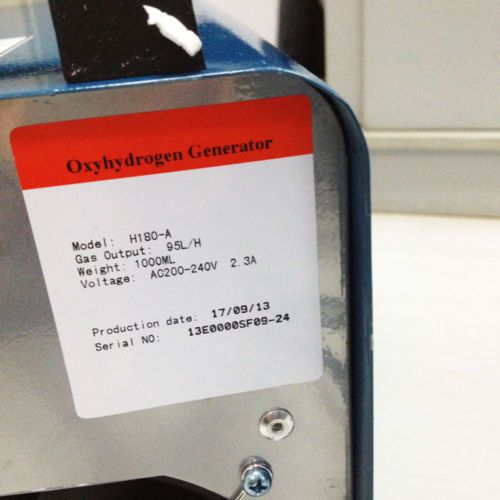 Oxyhydrogen Generator
Model: H180-A
Gas Output: 95L/H
Weight: 1000ML
Voltage: AC200-240V 2.3A
Production date: 17/09/13
Serial NO: 13E0000SF09-24